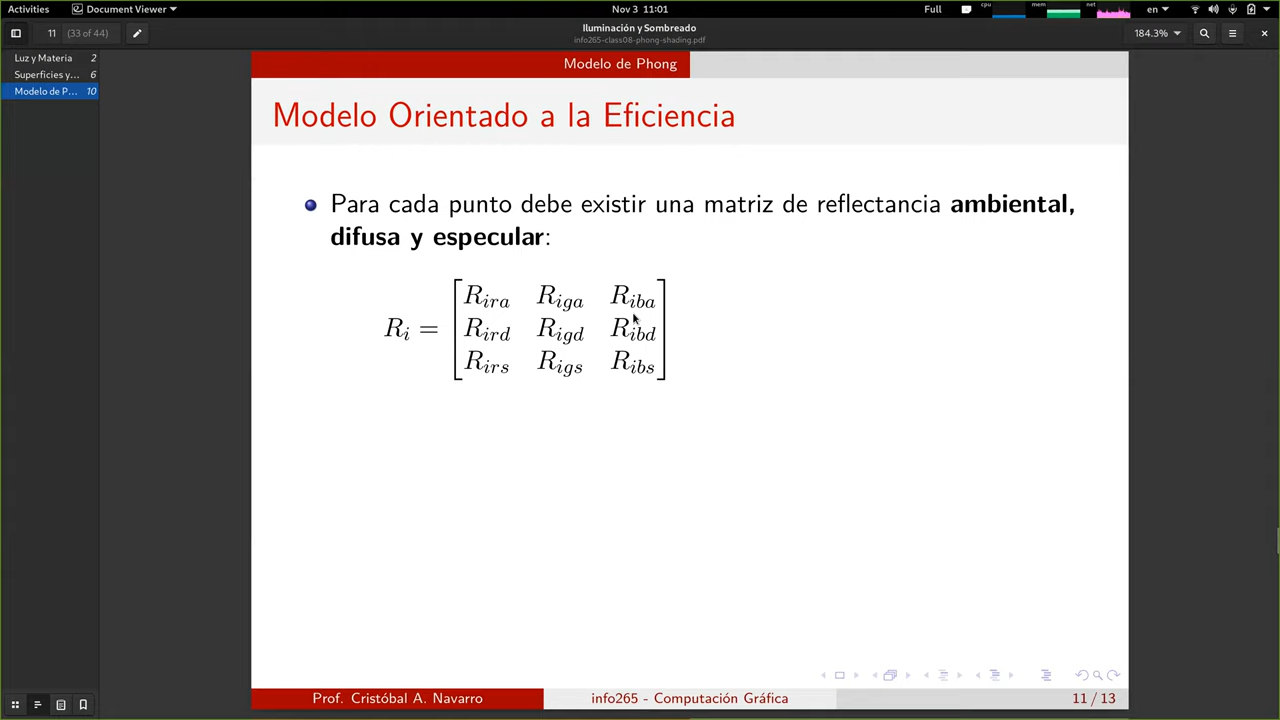 Activities Document Viewer Nov 3 11:01 Full cpu mem net en
11 (33 of 44) Iluminación y Sombreado 184.3%
info265-class08-phong-shading.pdf
Luz y Materia 2
Superficies y... 6
Modelo de P... 10
Modelo de Phong
Modelo Orientado a la Eficiencia
Para cada punto debe existir una matriz de reflectancia ambiental,
difusa y especular:
R_i = [ R_ira R_iga R_iba
R_ird R_igd R_ibd
R_irs R_igs R_ibs ]
Prof. Cristóbal A. Navarro info265 - Computación Gráfica 11 / 13